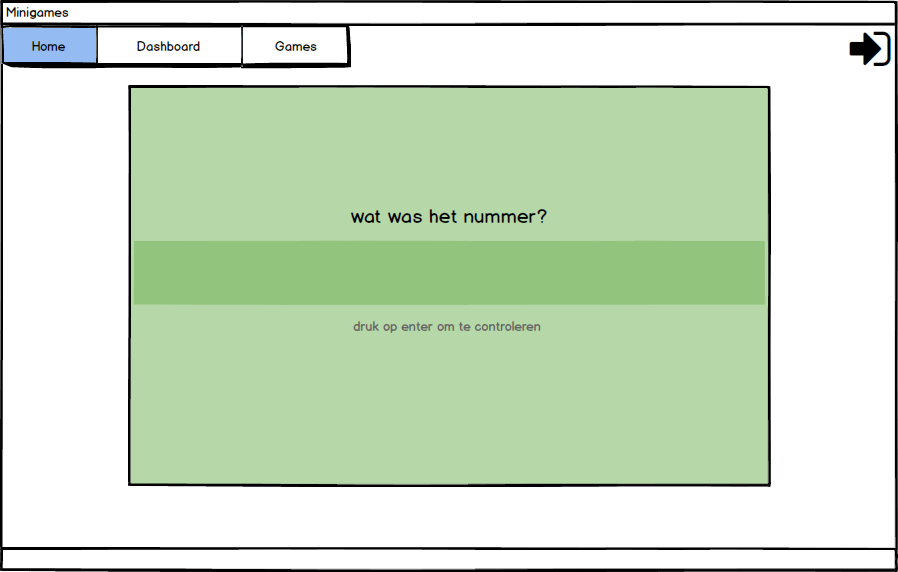 Minigames
Home Dashboard Games
wat was het nummer?
druk op enter om te controleren